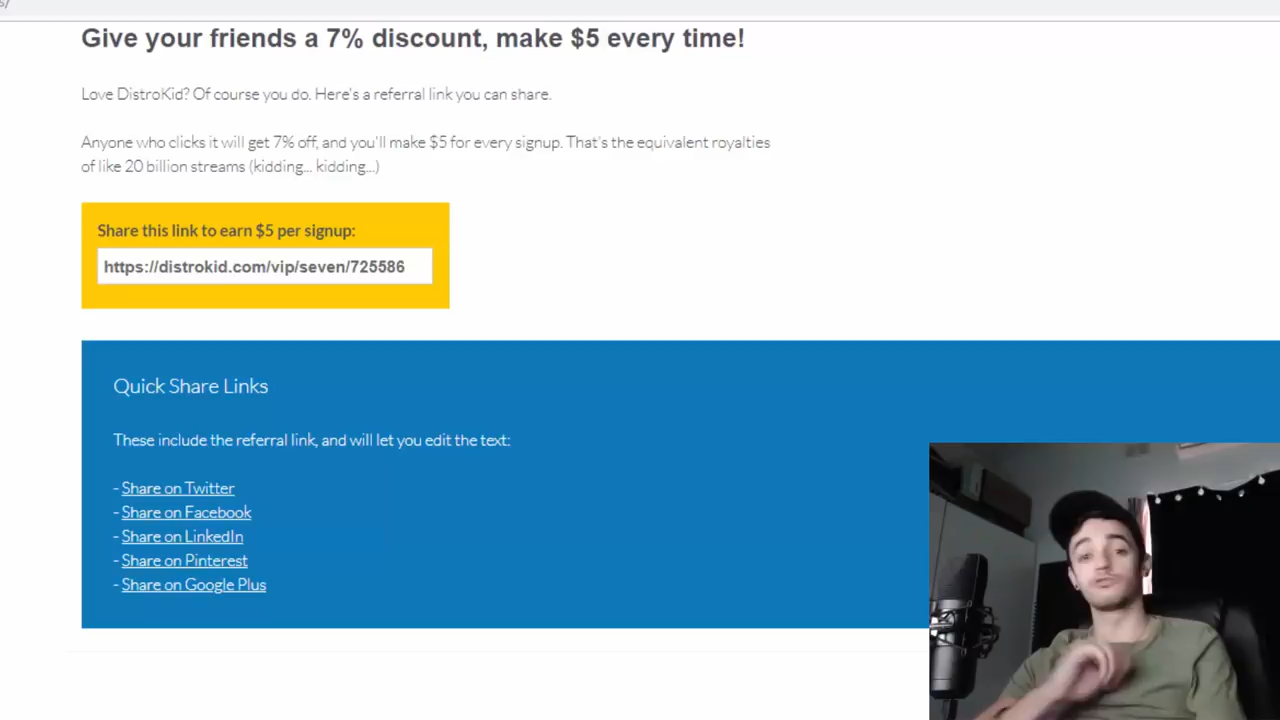 Give your friends a 7% discount, make $5 every time!
Love DistroKid? Of course you do. Here's a referral link you can share.
Anyone who clicks it will get 7% off, and you'll make $5 for every signup. That's the equivalent royalties
of like 20 billion streams (kidding... kidding...)
Share this link to earn $5 per signup:
https://distrokid.com/vip/seven/725586
Quick Share Links
These include the referral link, and will let you edit the text:
- Share on Twitter
- Share on Facebook
- Share on LinkedIn
- Share on Pinterest
- Share on Google Plus